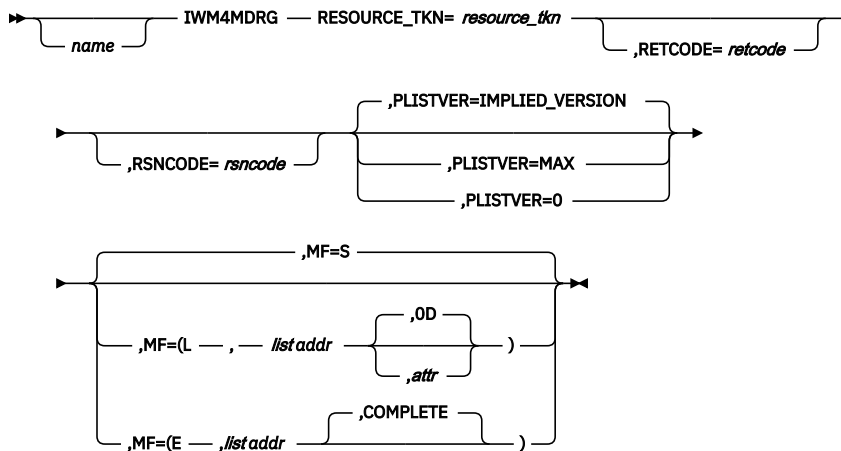 name IWM4MDRG RESOURCE_TKN= resource_tkn ,RETCODE= retcode
,RSNCODE= rsncode ,PLISTVER=IMPLIED_VERSION
,PLISTVER=MAX
,PLISTVER=0
,MF=S
,MF=(L , list addr ,0D )
,attr
,MF=(E ,list addr ,COMPLETE )